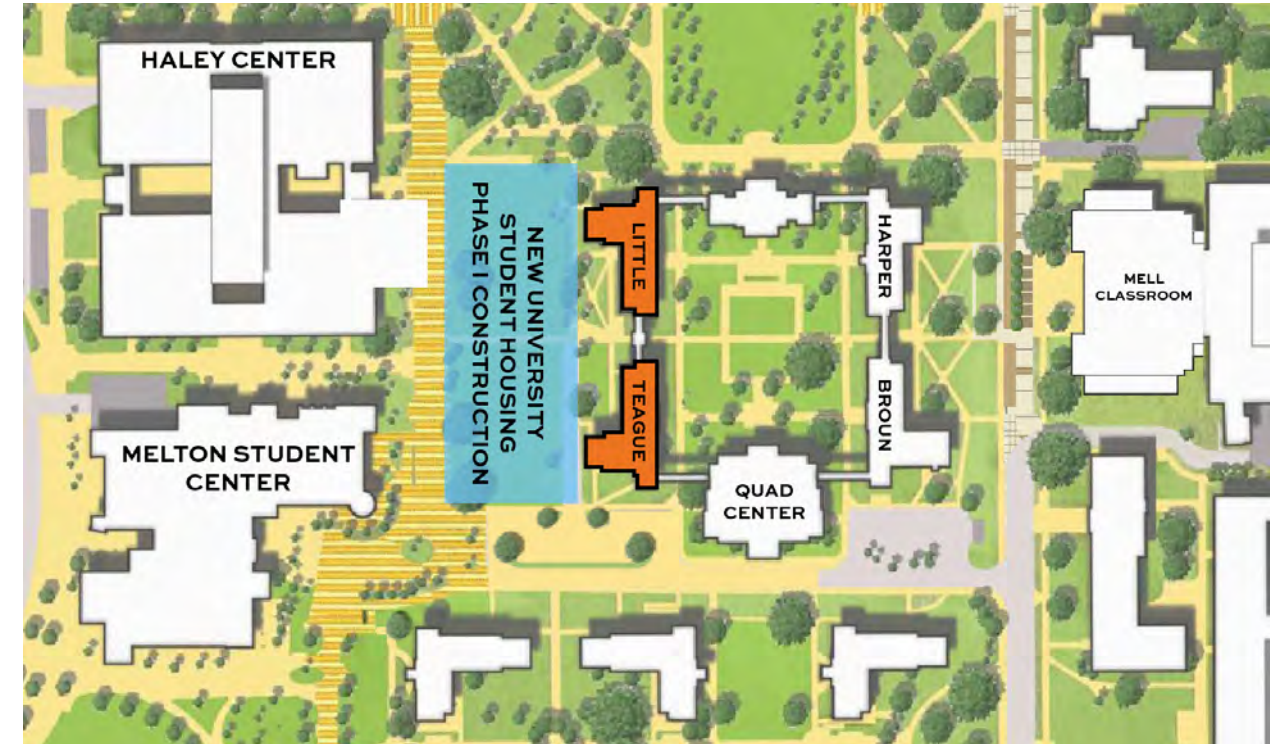 HALEY CENTER
NEW UNIVERSITY
STUDENT HOUSING
PHASE I CONSTRUCTION
LITTLE
HARPER
MELL
CLASSROOM
TEAGUE
BROUN
MELTON STUDENT
CENTER
QUAD
CENTER